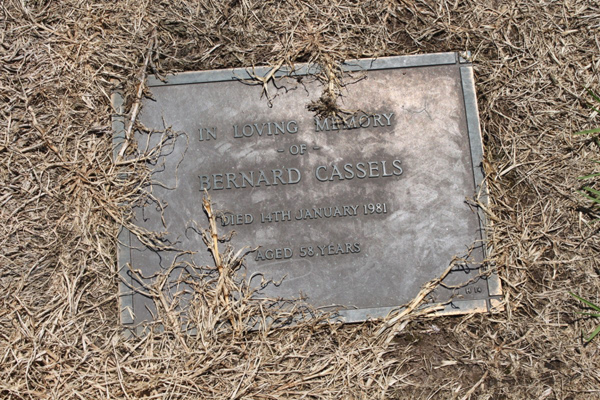 IN LOVING MEMORY
- OF -
BERNARD CASSELS
DIED 14TH JANUARY 1981
AGED 58 YEARS